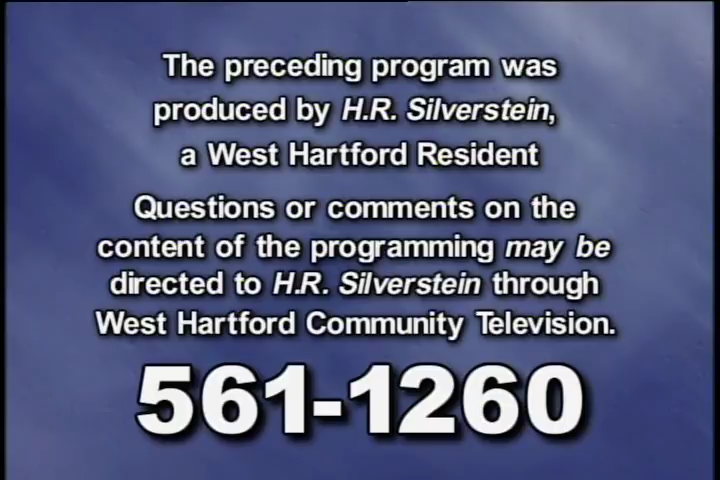 The preceding program was
produced by H.R. Silverstein,
a West Hartford Resident
Questions or comments on the
content of the programming may be
directed to H.R. Silverstein through
West Hartford Community Television.
561-1260